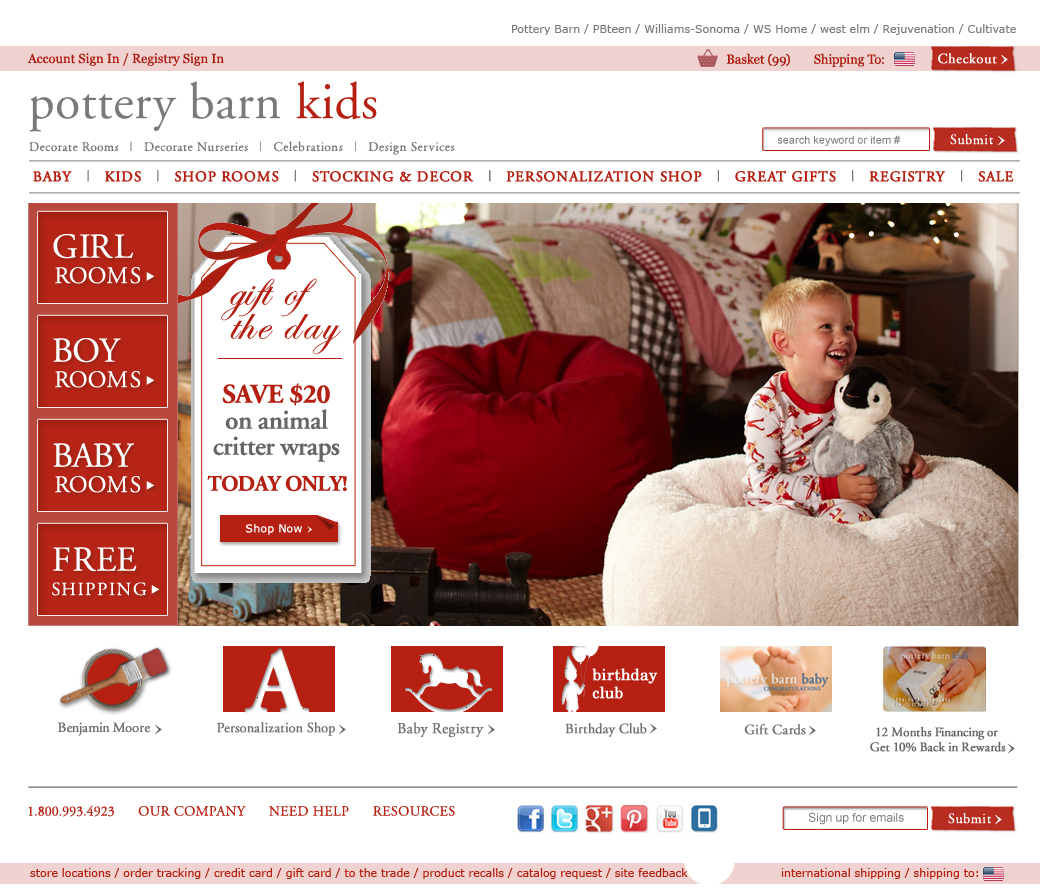 Pottery Barn / PBteen / Williams-Sonoma / WS Home / west elm / Rejuvenation / Cultivate
Account Sign In / Registry Sign In
Basket (99)
Shipping To:
Checkout >
pottery barn kids
search keyword or item #
Submit >
Decorate Rooms | Decorate Nurseries | Celebrations | Design Services
BABY | KIDS | SHOP ROOMS | STOCKING & DECOR | PERSONALIZATION SHOP | GREAT GIFTS | REGISTRY | SALE
GIRL
ROOMS
BOY
ROOMS
BABY
ROOMS
FREE
SHIPPING
gift of
the day
SAVE $20
on animal
critter wraps
TODAY ONLY!
Shop Now >
A
birthday
club
pottery barn baby
CONGRATULATIONS
pottery barn kids
Benjamin Moore >
Personalization Shop >
Baby Registry >
Birthday Club >
Gift Cards >
12 Months Financing or
Get 10% Back in Rewards >
1.800.993.4923
OUR COMPANY
NEED HELP
RESOURCES
f
t
g+
P
You
Tube
Sign up for emails
Submit >
store locations / order tracking / credit card / gift card / to the trade / product recalls / catalog request / site feedback
international shipping / shipping to: